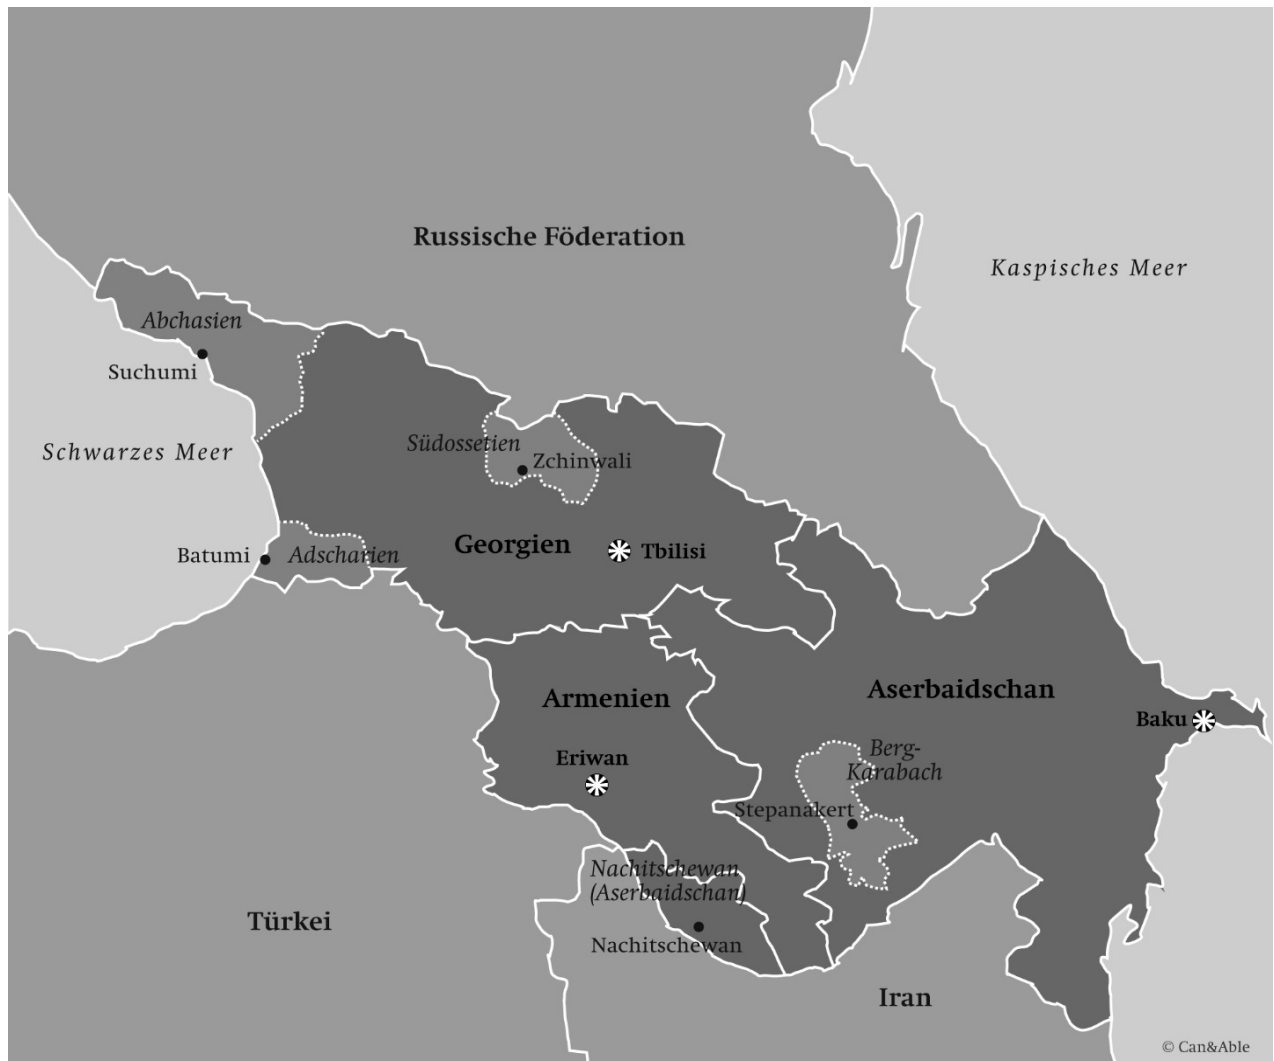 Russische Föderation
Kaspisches Meer
Abchasien
Suchumi
Schwarzes Meer
Südossetien
Zchinwali
Georgien
Tbilisi
Batumi
Adscharien
Armenien
Aserbaidschan
Baku
Eriwan
Berg-
Karabach
Stepanakert
Nachitschewan
(Aserbaidschan)
Nachitschewan
Türkei
Iran
© Can&Able